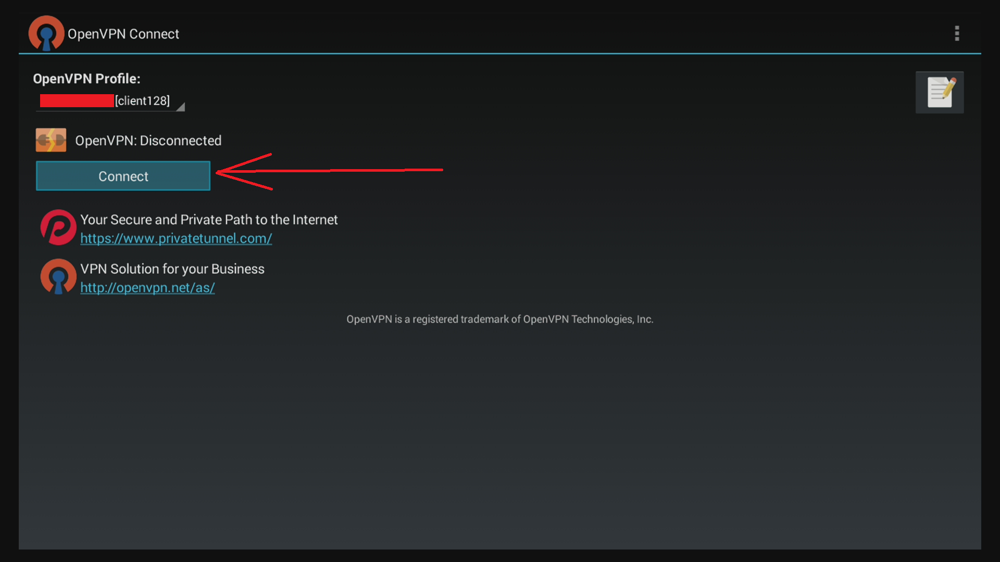 OpenVPN Connect
OpenVPN Profile:
[client128]
OpenVPN: Disconnected
Connect
Your Secure and Private Path to the Internet
https://www.privatetunnel.com/
VPN Solution for your Business
http://openvpn.net/as/
OpenVPN is a registered trademark of OpenVPN Technologies, Inc.